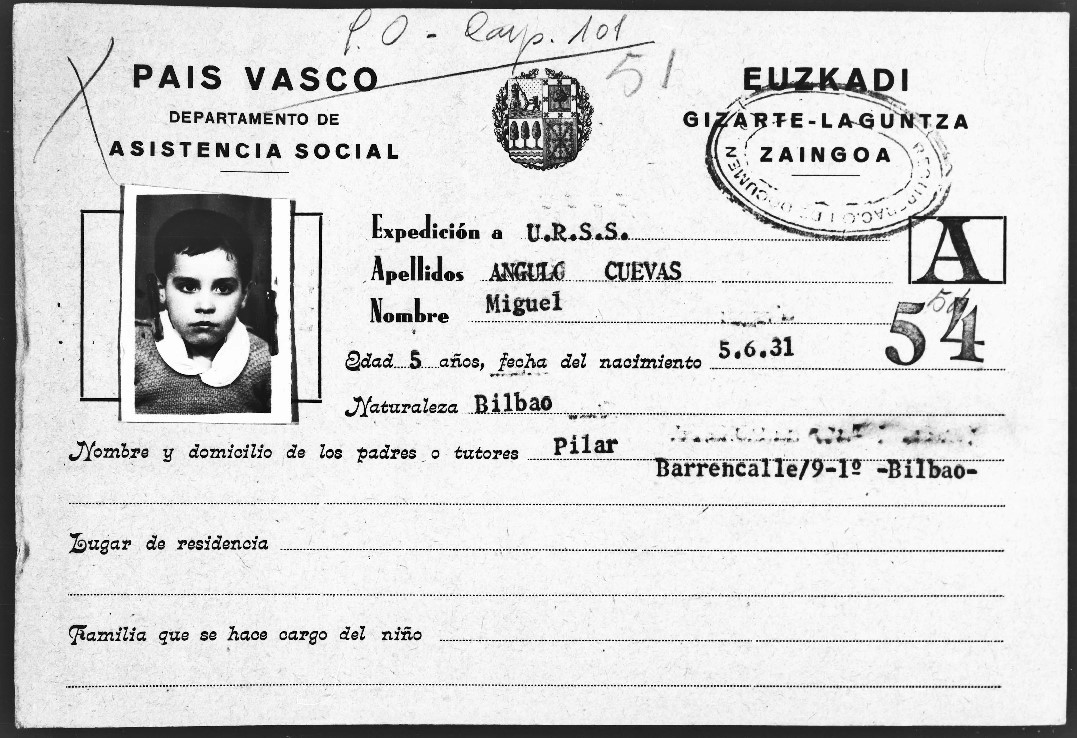 P.O - Carp. 101
51
PAIS VASCO
DEPARTAMENTO DE
ASISTENCIA SOCIAL
EUZKADI
GIZARTE-LAGUNTZA
ZAINGOA
Expedición a U.R.S.S.
A
Apellidos ANGULO CUEVAS
Nombre Miguel
54
Edad 5 años, fecha del nacimiento 5.6.31
Naturaleza Bilbao
Nombre y domicilio de los padres o tutores Pilar
Barrencalle/9-1º -Bilbao-
Lugar de residencia
Familia que se hace cargo del niño